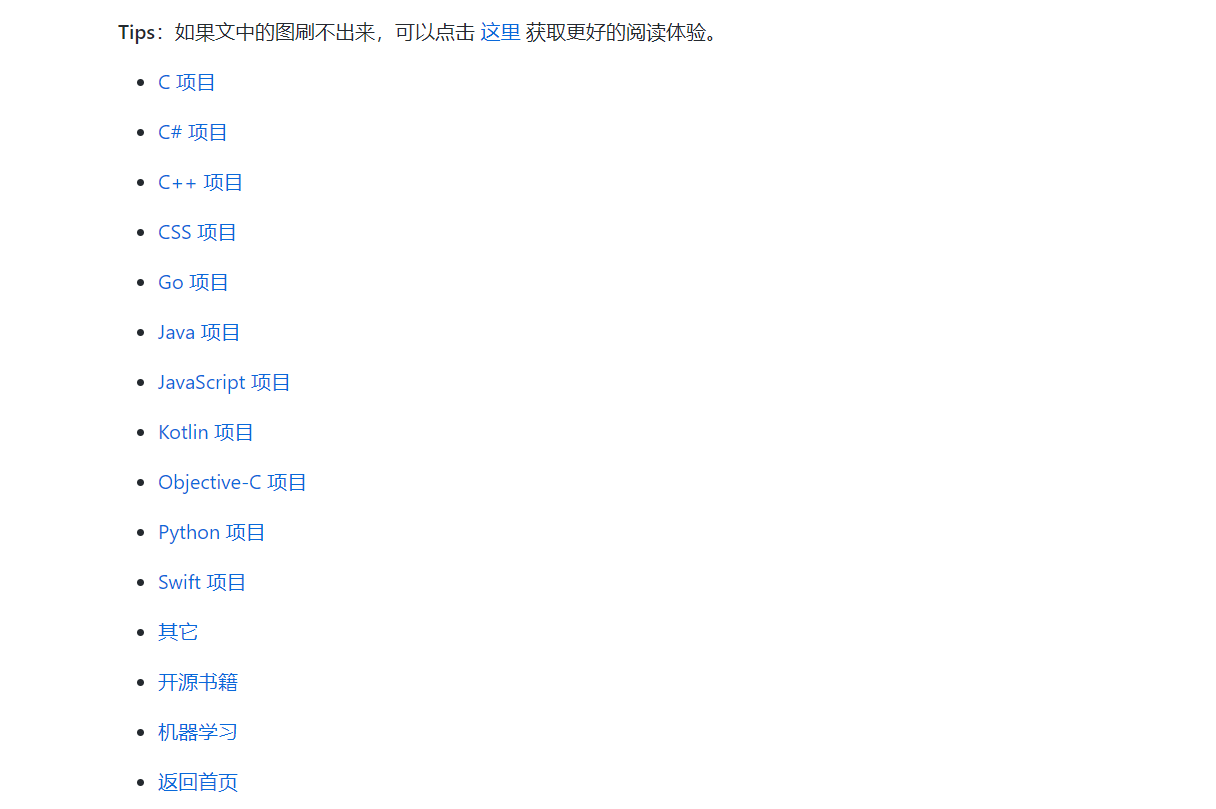 Tips：如果文中的图刷不出来，可以点击 这里 获取更好的阅读体验。
C 项目
C# 项目
C++ 项目
CSS 项目
Go 项目
Java 项目
JavaScript 项目
Kotlin 项目
Objective-C 项目
Python 项目
Swift 项目
其它
开源书籍
机器学习
返回首页